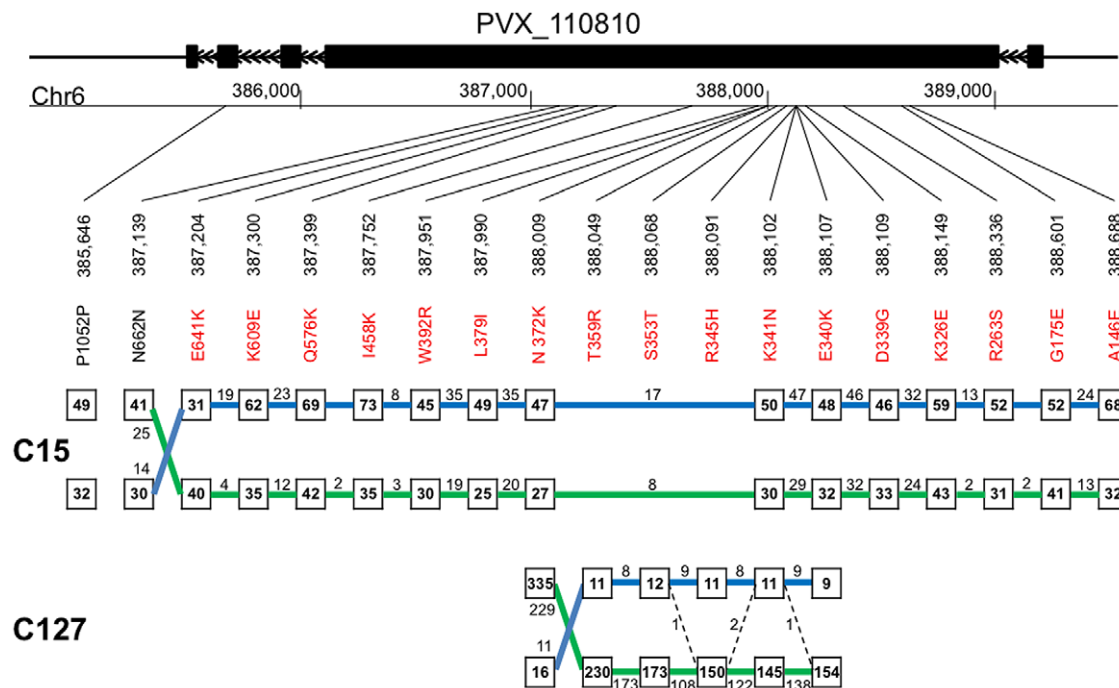 PVX_110810
Chr6 386,000 387,000 388,000 389,000
385,646 387,139 387,204 387,300 387,399 387,752 387,951 387,990 388,009 388,049 388,068 388,091 388,102 388,107 388,109 388,149 388,336 388,601 388,688
P1052P N662N E641K K609E Q576K I458K W392R L379I N 372K T359R S353T R345H K341N E340K D339G K326E R263S G175E
19 23 8 35 35 17 47 46 32 13 24
49 41 31 62 69 73 45 49 47 50 48 46 59 52 52 68
25
C15
14 4 12 2 3 19 20 8 29 32 24 2 2 13
32 30 40 35 42 35 30 25 27 30 32 33 43 31 41 32
8 9 8 9
335 11 12 11 11 9
229
C127 1 2 1
11
16 230 173 150 145 154
173 108 122 138